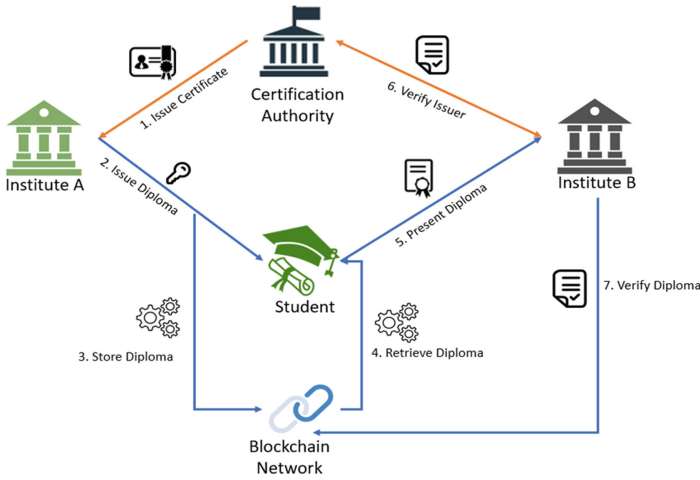 Certification
Authority
1. Issue Certificate
6. Verify Issuer
Institute A
Institute B
2. Issue Diploma
5. Present Diploma
Student
7. Verify Diploma
3. Store Diploma
4. Retrieve Diploma
Blockchain
Network